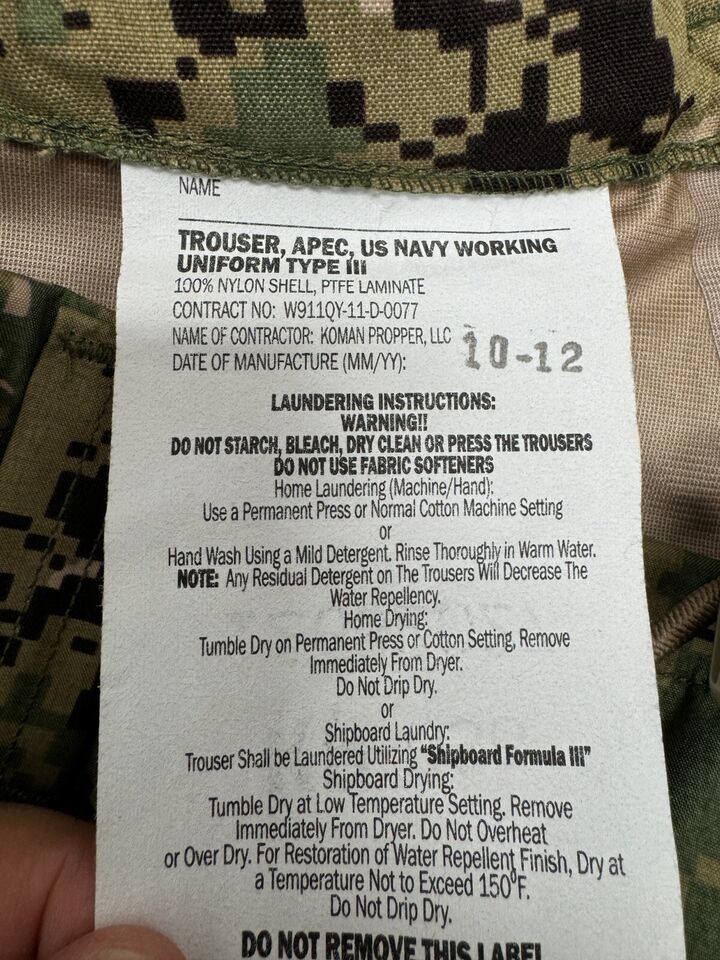 NAME
TROUSER, APEC, US NAVY WORKING
UNIFORM TYPE III
100% NYLON SHELL, PTFE LAMINATE
CONTRACT NO: W911QY-11-D-0077
NAME OF CONTRACTOR: KOMAN PROPPER, LLC
DATE OF MANUFACTURE (MM/YY): 10-12
LAUNDERING INSTRUCTIONS:
WARNING!!
DO NOT STARCH, BLEACH, DRY CLEAN OR PRESS THE TROUSERS
DO NOT USE FABRIC SOFTENERS
Home Laundering (Machine/Hand):
Use a Permanent Press or Normal Cotton Machine Setting
or
Hand Wash Using a Mild Detergent. Rinse Thoroughly in Warm Water.
NOTE: Any Residual Detergent on The Trousers Will Decrease The
Water Repellency.
Home Drying:
Tumble Dry on Permanent Press or Cotton Setting, Remove
Immediately From Dryer.
Do Not Drip Dry.
or
Shipboard Laundry:
Trouser Shall be Laundered Utilizing "Shipboard Formula III"
Shipboard Drying:
Tumble Dry at Low Temperature Setting. Remove
Immediately From Dryer. Do Not Overheat
or Over Dry. For Restoration of Water Repellent Finish, Dry at
a Temperature Not to Exceed 150°F.
Do Not Drip Dry.
DO NOT REMOVE THIS LABEL